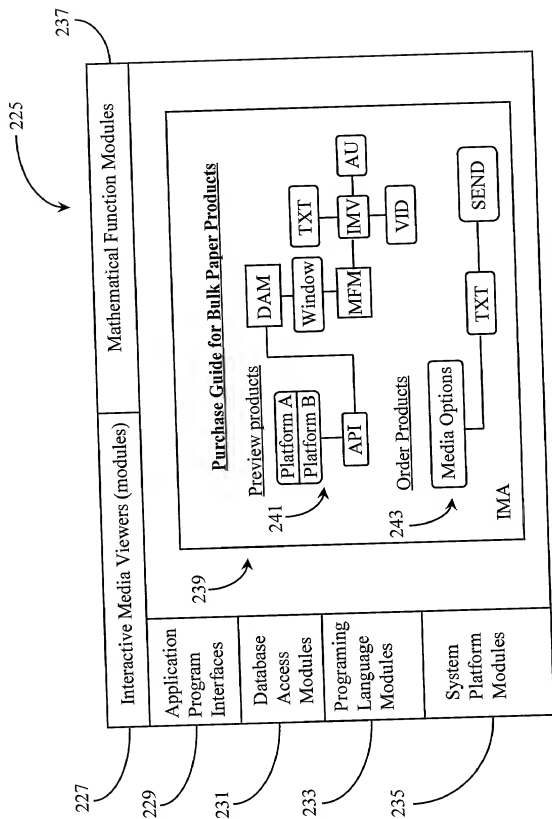 225
237
227
Interactive Media Viewers (modules)
Mathematical Function Modules
229
Application
Program
Interfaces
231
Database
Access
Modules
233
Programing
Language
Modules
235
System
Platform
Modules
239
Purchase Guide for Bulk Paper Products
Preview products
241
Platform A
Platform B
API
DAM
Window
MFM
TXT
IMV
AU
VID
Order Products
243
Media Options
TXT
SEND
IMA